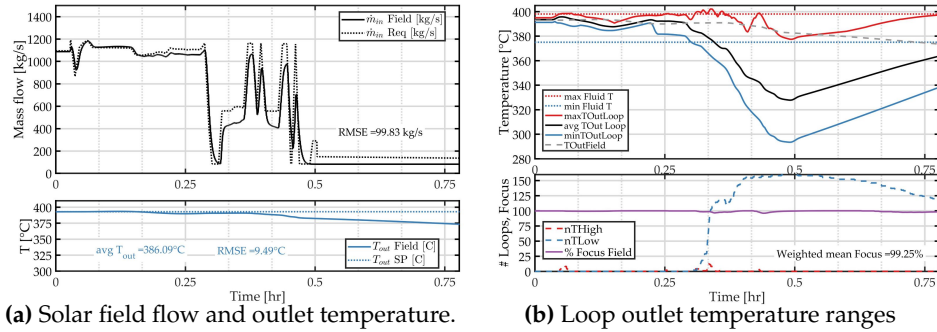 1400
1200
1000
800
600
400
200
0
Mass flow [kg/s]
ṁin Field [kg/s]
ṁin Req [kg/s]
RMSE =99.83 kg/s
0 0.25 0.5 0.75
400
375
350
325
300
T [°C]
avg Tout =386.09°C RMSE =9.49°C
Tout Field [C]
Tout SP [C]
0 0.25 0.5 0.75
Time [hr]
(a) Solar field flow and outlet temperature.
400
380
360
340
320
300
280
Temperature [°C]
max Fluid T
min Fluid T
maxTOutLoop
avg TOut Loop
minTOutLoop
TOutField
0 0.25 0.5 0.75
150
125
100
75
50
25
0
# Loops, Focus
nTHigh
nTLow
% Focus Field
Weighted mean Focus =99.25%
0 0.25 0.5 0.75
Time [hr]
(b) Loop outlet temperature ranges